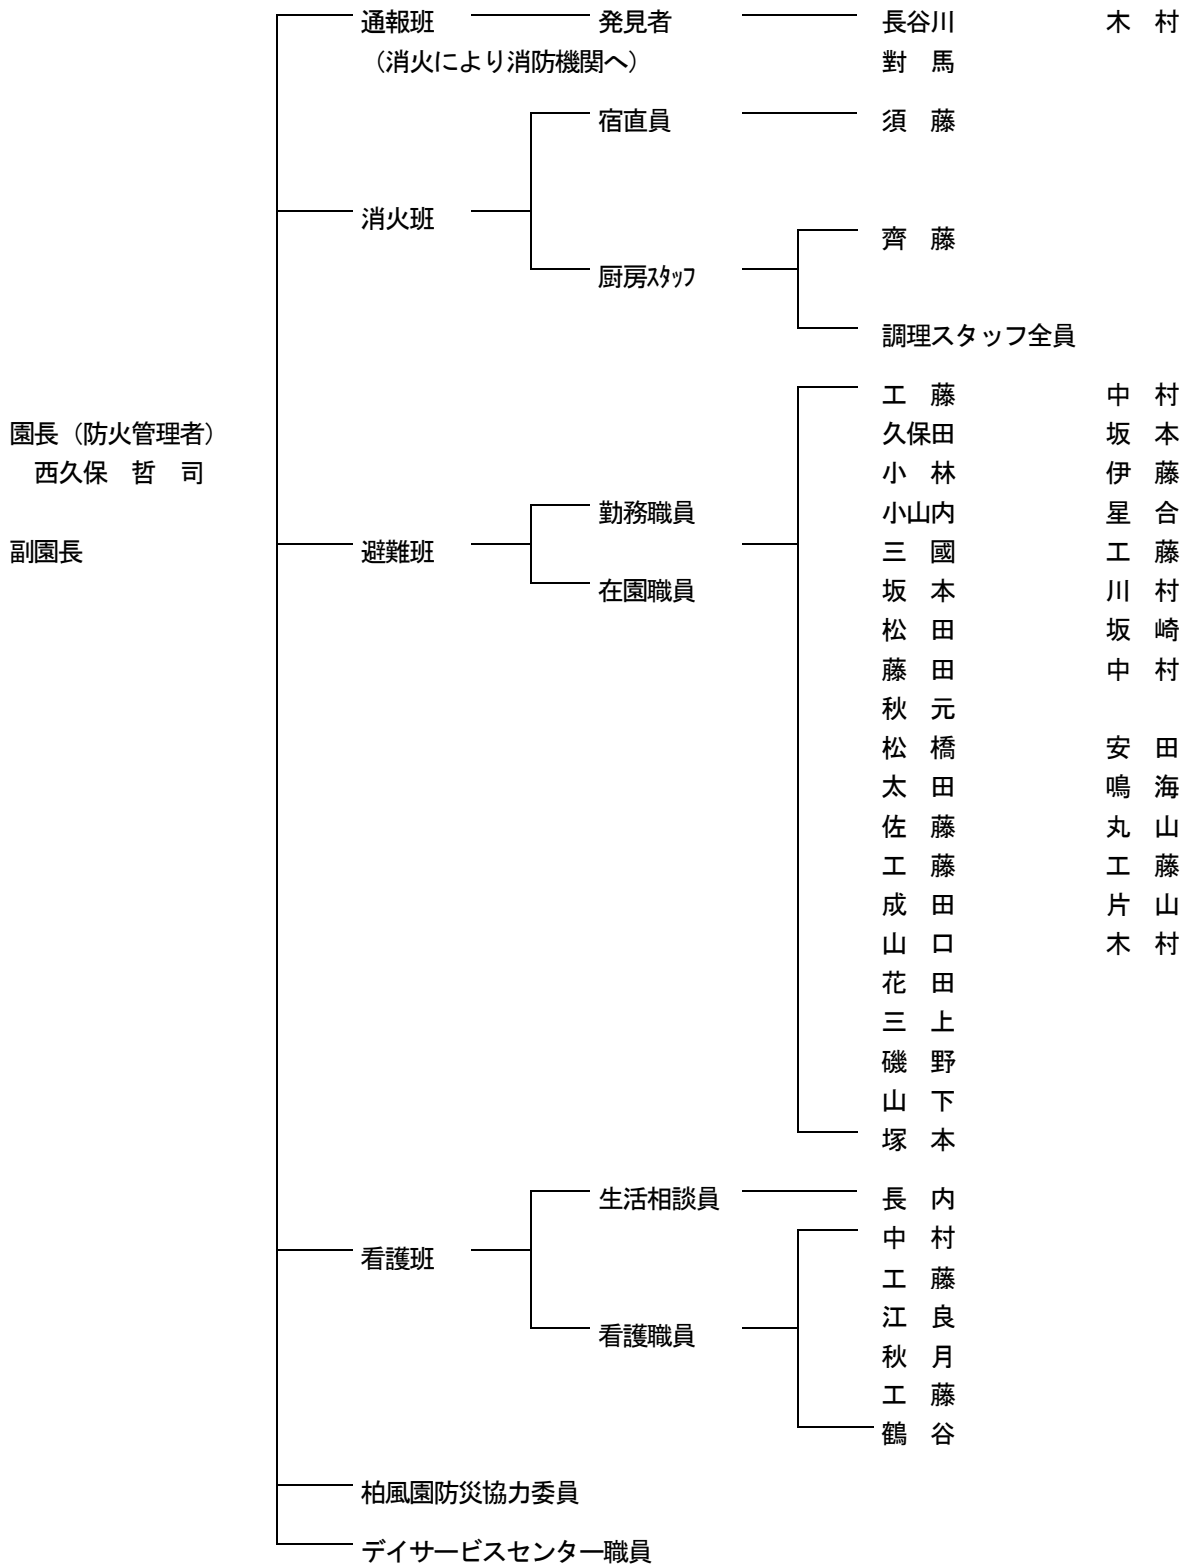 通報班 発見者 長谷川 木　村
（消火により消防機関へ） 對　馬
宿直員 須　藤
消火班
齊　藤
厨房ｽﾀｯﾌ
調理スタッフ全員
工　藤 中　村
園長（防火管理者） 久保田 坂　本
西久保　哲　司 小　林 伊　藤
勤務職員 小山内 星　合
副園長 避難班 三　國 工　藤
在園職員 坂　本 川　村
松　田 坂　崎
藤　田 中　村
秋　元
松　橋 安　田
太　田 鳴　海
佐　藤 丸　山
工　藤 工　藤
成　田 片　山
山　口 木　村
花　田
三　上
磯　野
山　下
塚　本
生活相談員 長　内
中　村
看護班
工　藤
江　良
看護職員
秋　月
工　藤
鶴　谷
柏風園防災協力委員
デイサービスセンター職員